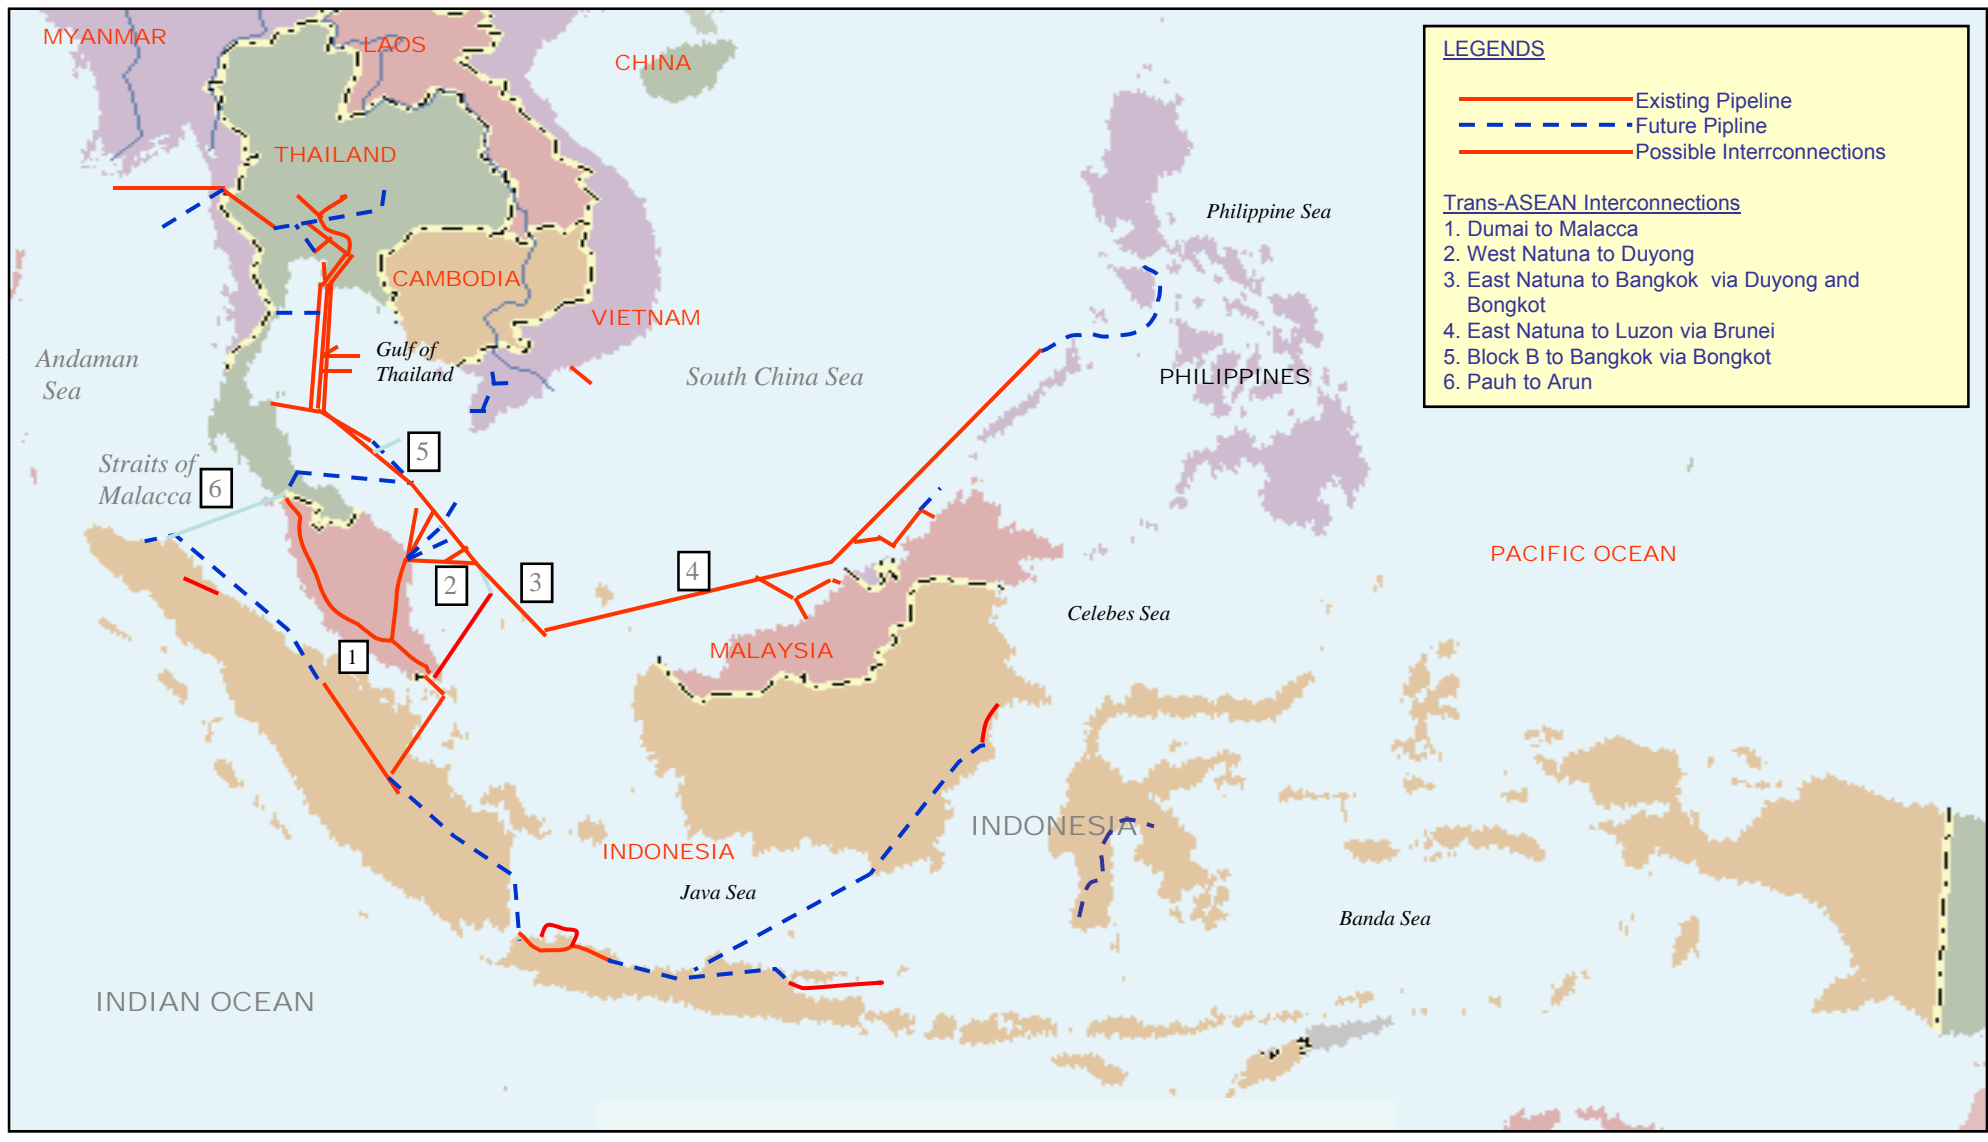 MYANMAR
LAOS
CHINA
THAILAND
CAMBODIA
VIETNAM
Philippine Sea
Andaman
Sea
Gulf of
Thailand
South China Sea
PHILIPPINES
Straits of
Malacca
6
5
2
3
4
1
MALAYSIA
Celebes Sea
PACIFIC OCEAN
INDONESIA
INDONESIA
Java Sea
Banda Sea
INDIAN OCEAN
LEGENDS
Existing Pipeline
Future Pipline
Possible Interrconnections
Trans-ASEAN Interconnections
1. Dumai to Malacca
2. West Natuna to Duyong
3. East Natuna to Bangkok via Duyong and
Bongkot
4. East Natuna to Luzon via Brunei
5. Block B to Bangkok via Bongkot
6. Pauh to Arun